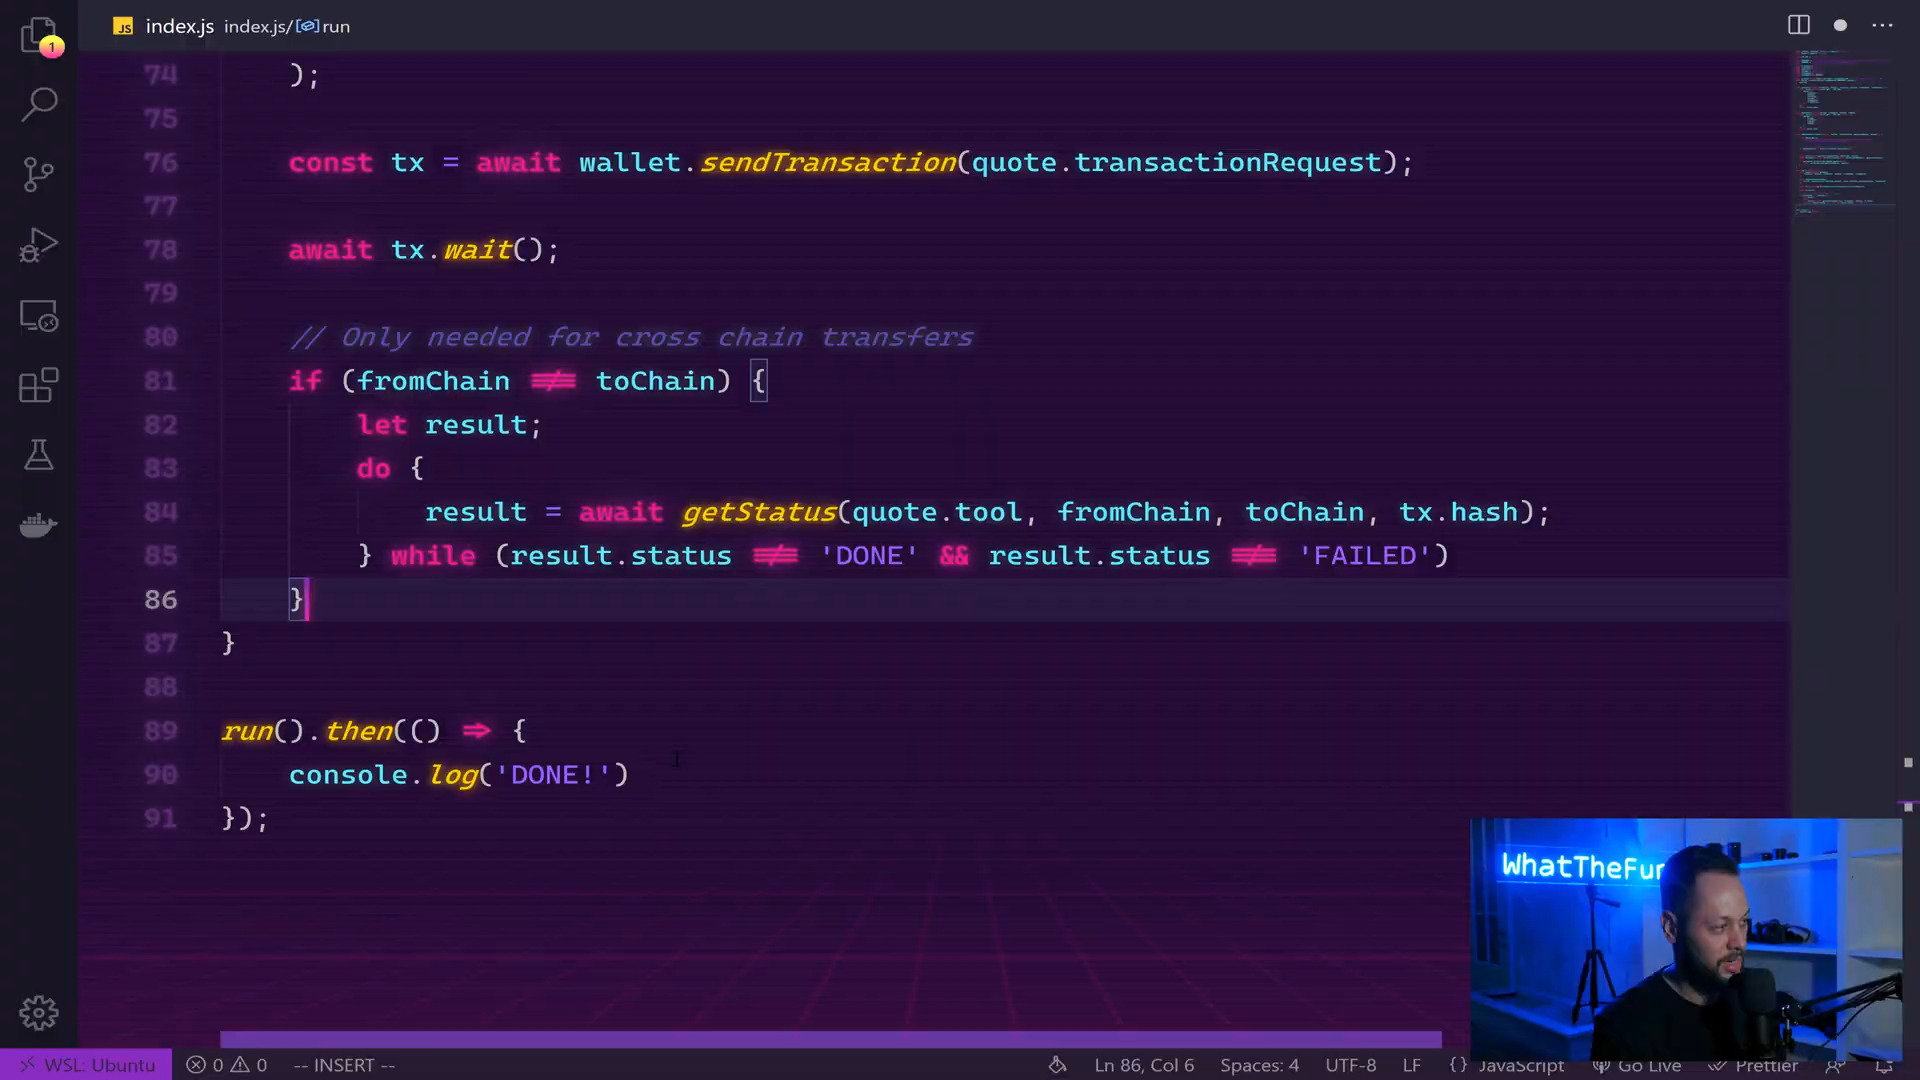 JS index.js index.js/run
1
74 );
75
76 const tx = await wallet.sendTransaction(quote.transactionRequest);
77
78 await tx.wait();
79
80 // Only needed for cross chain transfers
81 if (fromChain !== toChain) {
82 let result;
83 do {
84 result = await getStatus(quote.tool, fromChain, toChain, tx.hash);
85 } while (result.status !== 'DONE' && result.status !== 'FAILED')
86 }
87 }
88
89 run().then(() => {
90 console.log('DONE!')
91 });
WhatTheFur
WSL: Ubuntu 0 0 -- INSERT -- Ln 86, Col 6 Spaces: 4 UTF-8 LF {} JavaScript Go Live Prettier